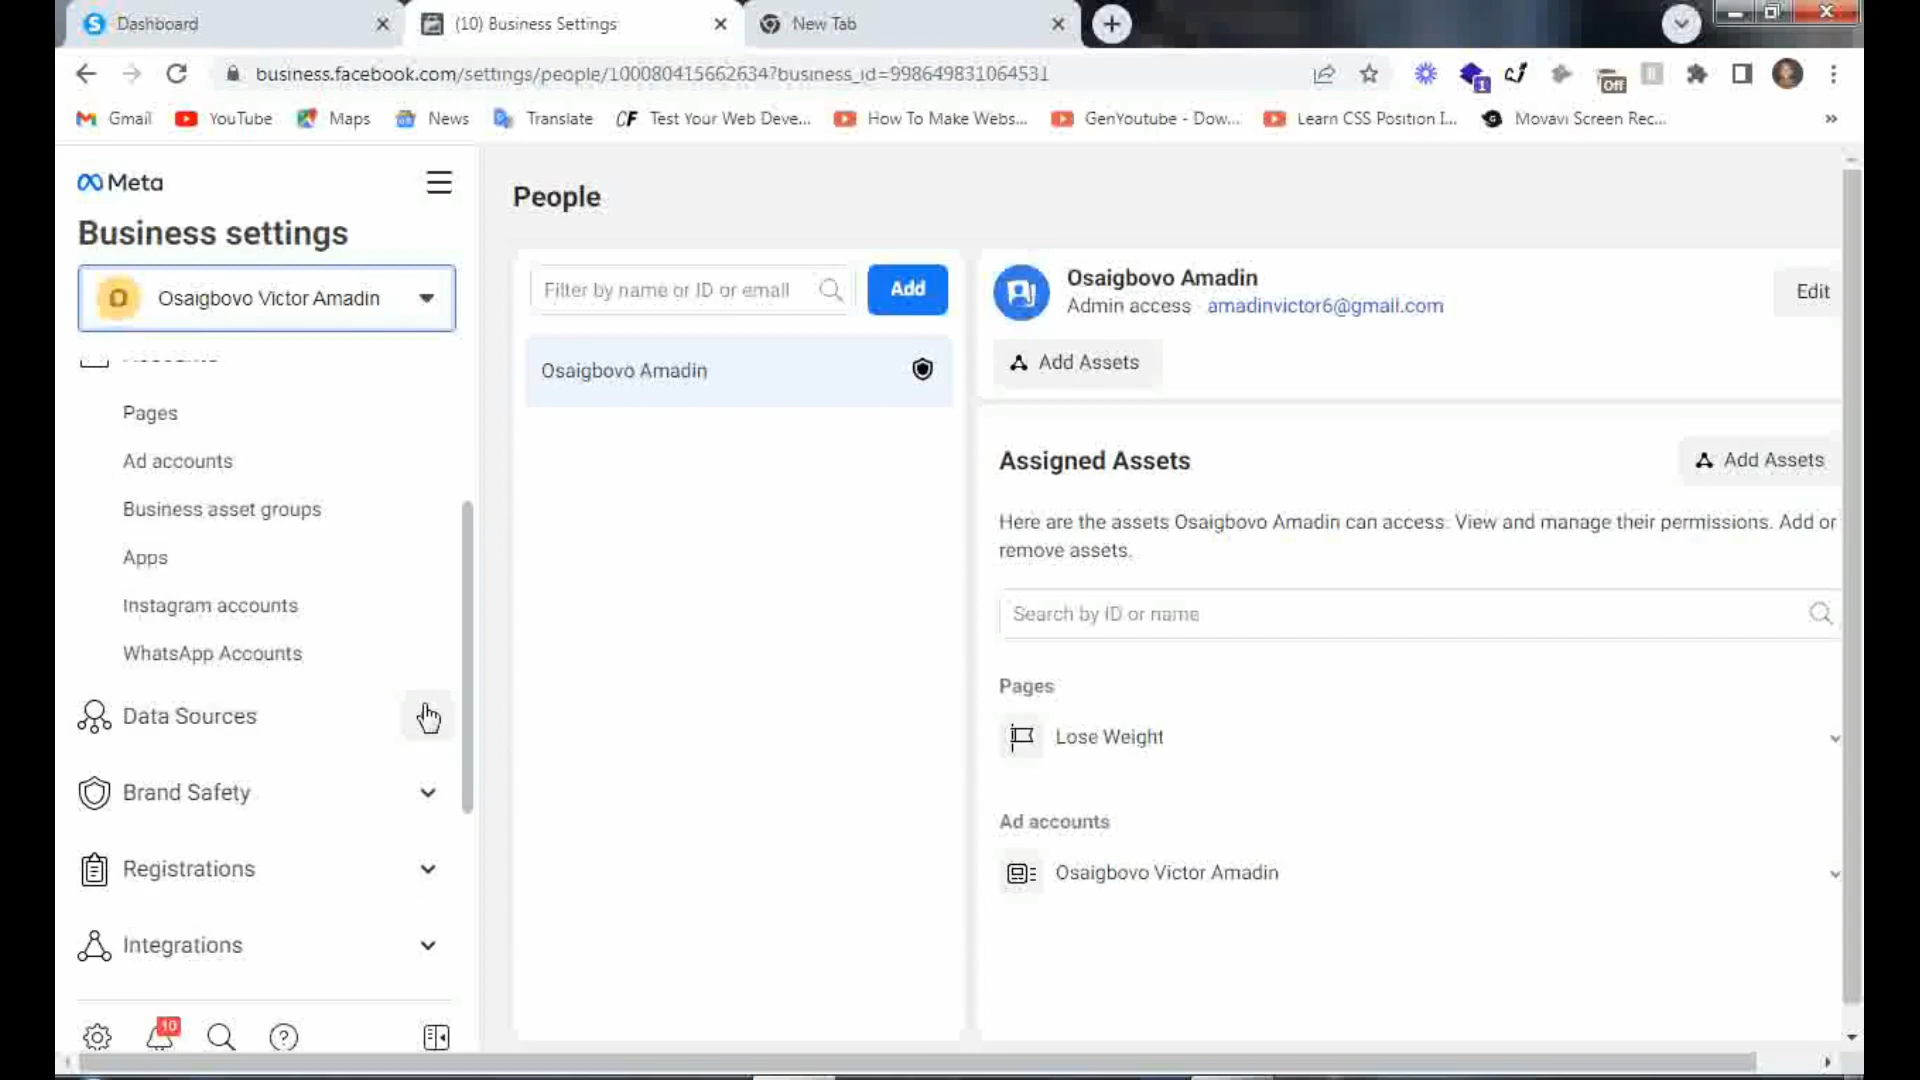 Dashboard
(10) Business Settings
New Tab
business.facebook.com/settings/people/100080415662634?business_id=998649831064531
1
Off
Gmail
YouTube
Maps
News
Translate
CF Test Your Web Deve...
How To Make Webs...
GenYoutube - Dow...
Learn CSS Position I...
Movavi Screen Rec...
»
Meta
Business settings
O Osaigbovo Victor Amadin
Pages
Ad accounts
Business asset groups
Apps
Instagram accounts
WhatsApp Accounts
Data Sources
Brand Safety
Registrations
Integrations
10
People
Filter by name or ID or email
Add
Osaigbovo Amadin
Osaigbovo Amadin
Admin access · amadinvictor6@gmail.com
Edit
Add Assets
Assigned Assets
Add Assets
Here are the assets Osaigbovo Amadin can access. View and manage their permissions. Add or
remove assets.
Search by ID or name
Pages
Lose Weight
Ad accounts
Osaigbovo Victor Amadin